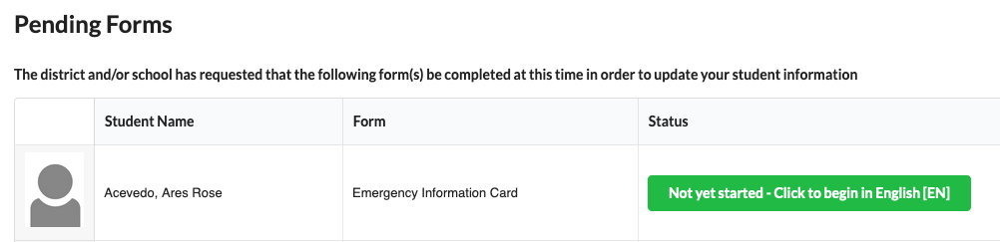 Pending Forms
The district and/or school has requested that the following form(s) be completed at this time in order to update your student information
Student Name Form Status
Acevedo, Ares Rose Emergency Information Card Not yet started - Click to begin in English [EN]